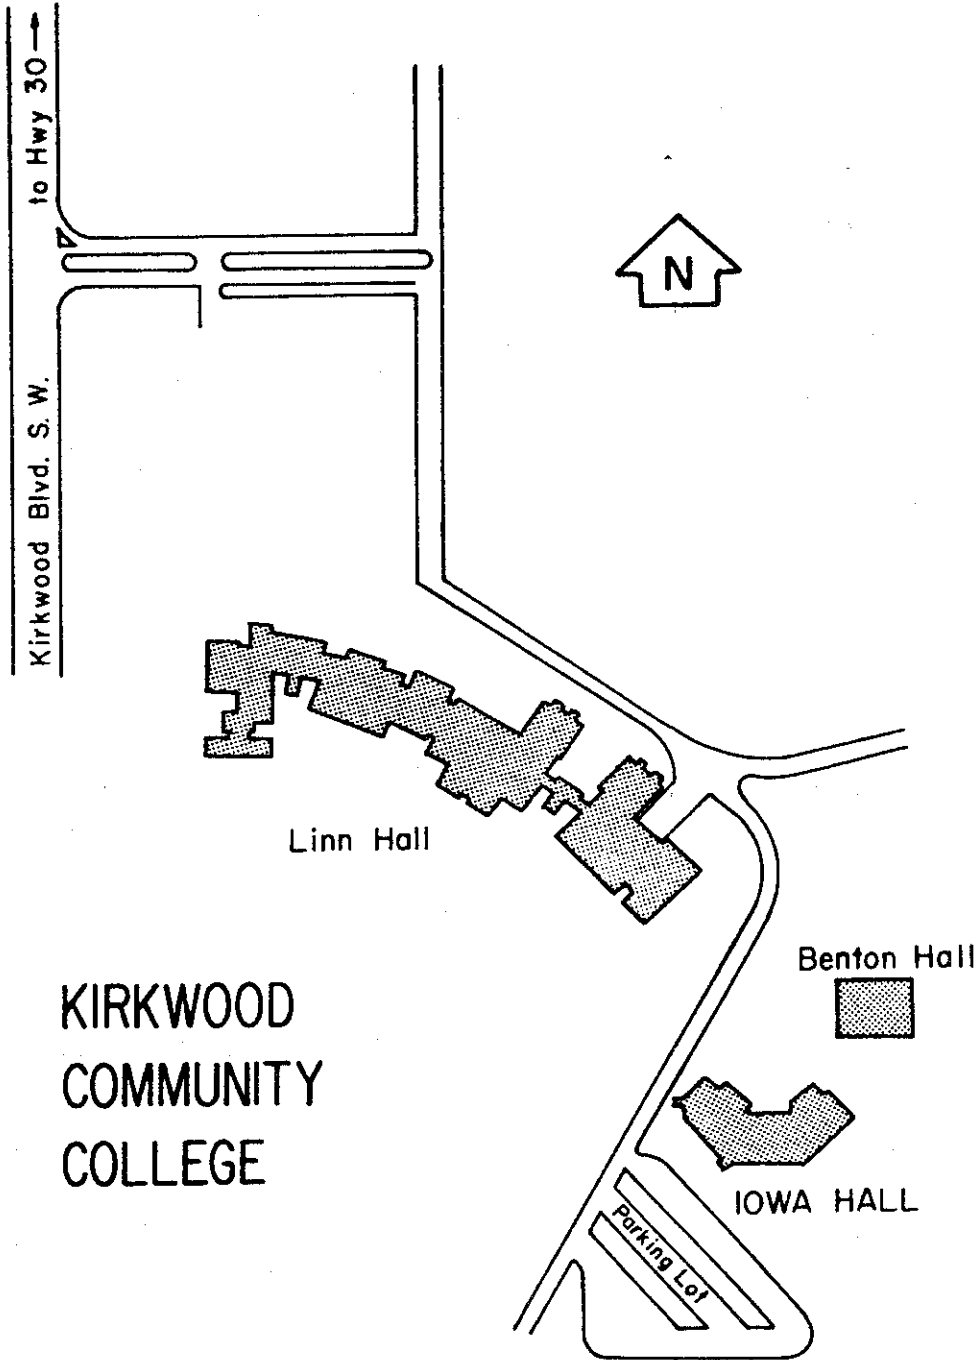 to Hwy 30→
N
Kirkwood Blvd. S. W.
Linn Hall
Benton Hall
KIRKWOOD
COMMUNITY
COLLEGE
IOWA HALL
Parking Lot